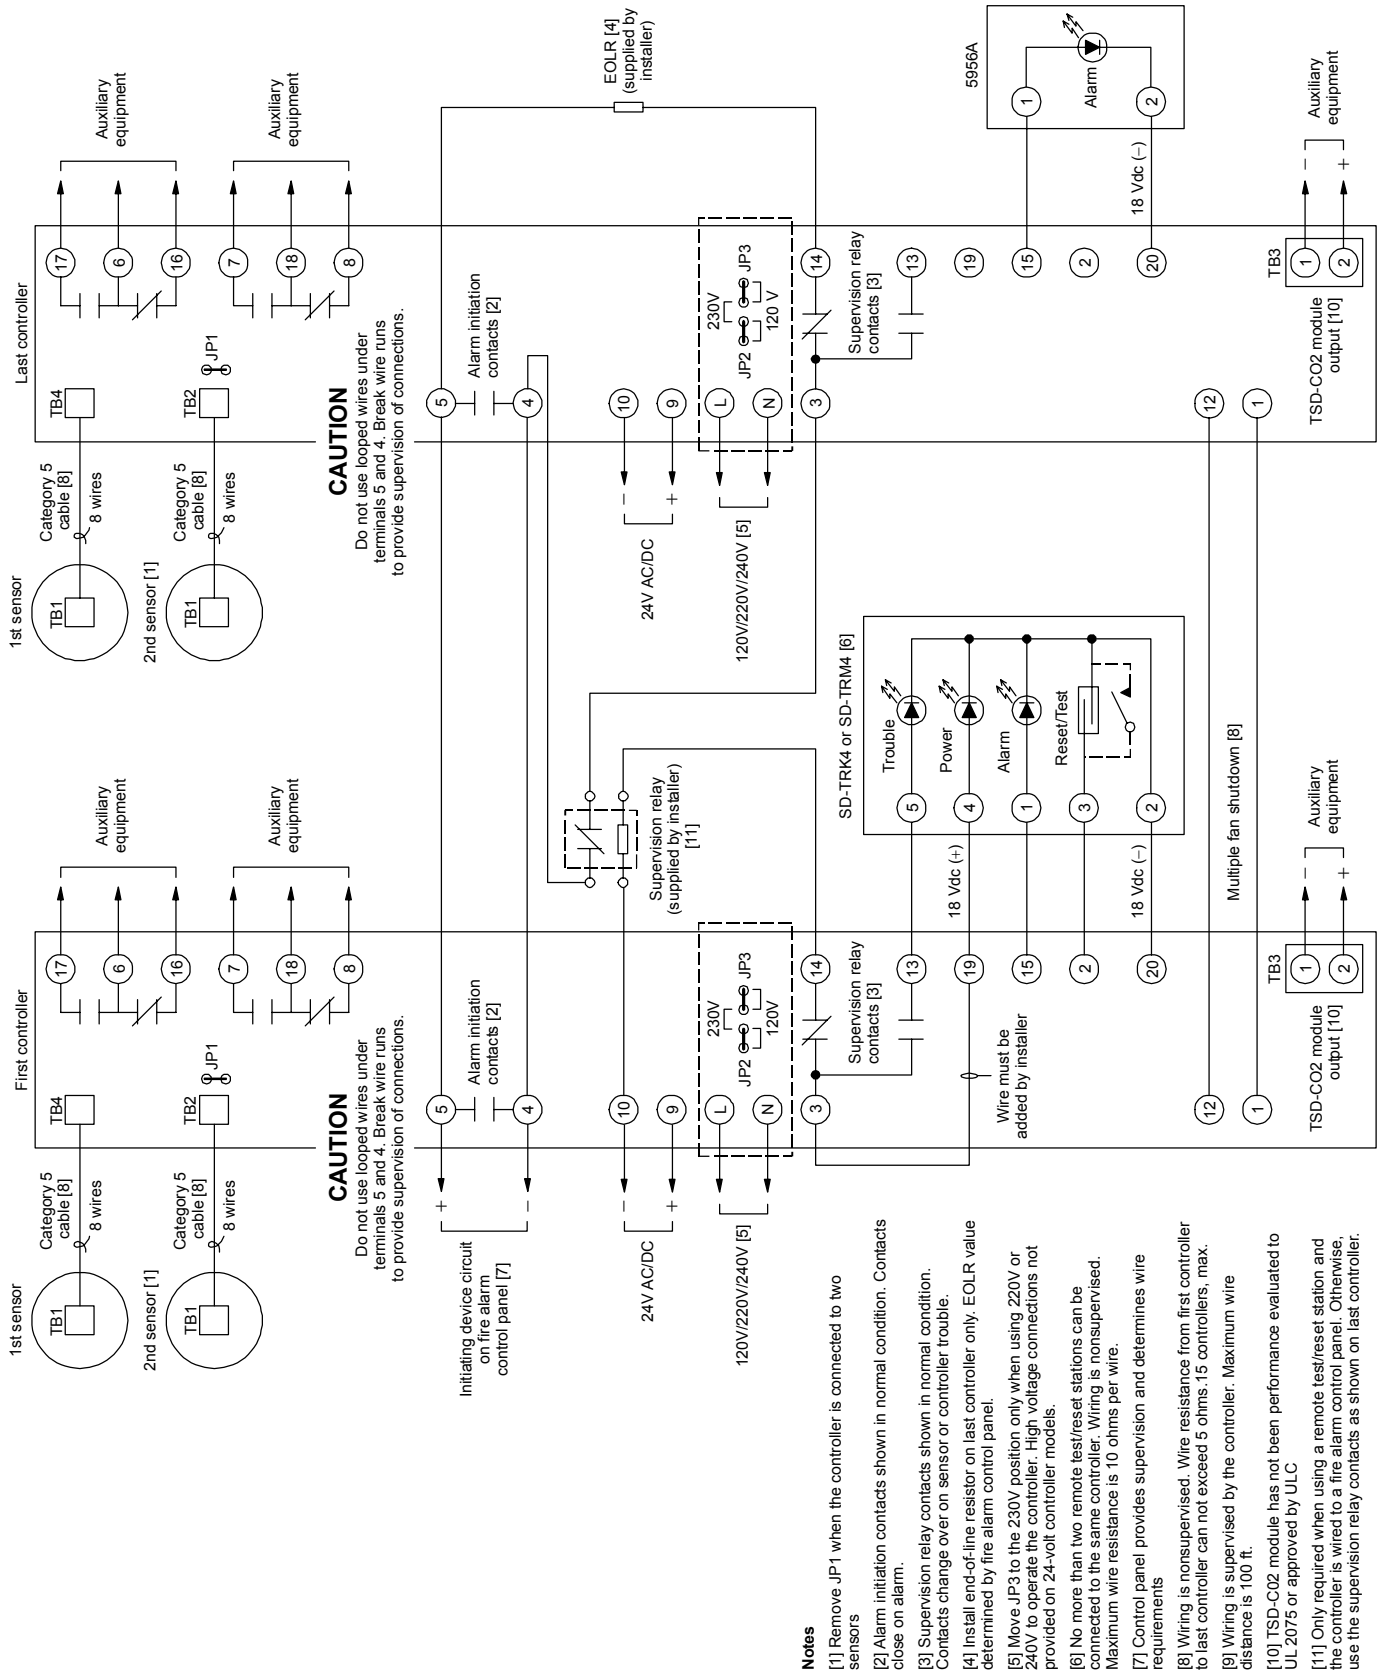 1st sensor
TB1
Category 5
cable [8]
8 wires
2nd sensor [1]
TB1
Category 5
cable [8]
8 wires
First controller
TB4
TB2
JP1
17
6
16
7
18
8
Auxiliary
equipment
Auxiliary
equipment
CAUTION
Do not use looped wires under
terminals 5 and 4. Break wire runs
to provide supervision of connections.
Initiating device circuit
on fire alarm
control panel [7]
+
–
5
4
Alarm initiation
contacts [2]
24V AC/DC
–
+
10
9
120V/220V/240V [5]
L
N
230V
JP2
JP3
120V
3
14
Supervision relay
contacts [3]
13
19
15
2
20
Wire must be
added by installer
12
1
TSD-CO2 module
output [10]
TB3
1
2
–
+
Auxiliary
equipment
Supervision relay
(supplied by installer)
[11]
SD-TRK4 or SD-TRM4 [6]
5
Trouble
18 Vdc (+)
4
Power
1
Alarm
3
Reset/Test
18 Vdc (–)
2
Multiple fan shutdown [8]
1st sensor
TB1
Category 5
cable [8]
8 wires
2nd sensor [1]
TB1
Category 5
cable [8]
8 wires
Last controller
TB4
TB2
JP1
17
6
16
7
18
8
Auxiliary
equipment
Auxiliary
equipment
CAUTION
Do not use looped wires under
terminals 5 and 4. Break wire runs
to provide supervision of connections.
5
4
Alarm initiation
contacts [2]
EOLR [4]
(supplied by
installer)
24V AC/DC
–
+
10
9
120V/220V/240V [5]
L
N
230V
JP2
JP3
120 V
3
14
Supervision relay
contacts [3]
13
19
15
2
20
12
1
18 Vdc (–)
5956A
1
Alarm
2
TSD-CO2 module
output [10]
TB3
1
2
–
+
Auxiliary
equipment
Notes
[1] Remove JP1 when the controller is connected to two
sensors
[2] Alarm initiation contacts shown in normal condition. Contacts
close on alarm.
[3] Supervision relay contacts shown in normal condition.
Contacts change over on sensor or controller trouble.
[4] Install end-of-line resistor on last controller only. EOLR value
determined by fire alarm control panel.
[5] Move JP3 to the 230V position only when using 220V or
240V to operate the controller. High voltage connections not
provided on 24-volt controller models.
[6] No more than two remote test/reset stations can be
connected to the same controller. Wiring is nonsupervised.
Maximum wire resistance is 10 ohms per wire.
[7] Control panel provides supervision and determines wire
requirements
[8] Wiring is nonsupervised. Wire resistance from first controller
to last controller can not exceed 5 ohms.15 controllers, max.
[9] Wiring is supervised by the controller. Maximum wire
distance is 100 ft.
[10] TSD-C02 module has not been performance evaluated to
UL 2075 or approved by ULC
[11] Only required when using a remote test/reset station and
the controller is wired to a fire alarm control panel. Otherwise,
use the supervision relay contacts as shown on last controller.